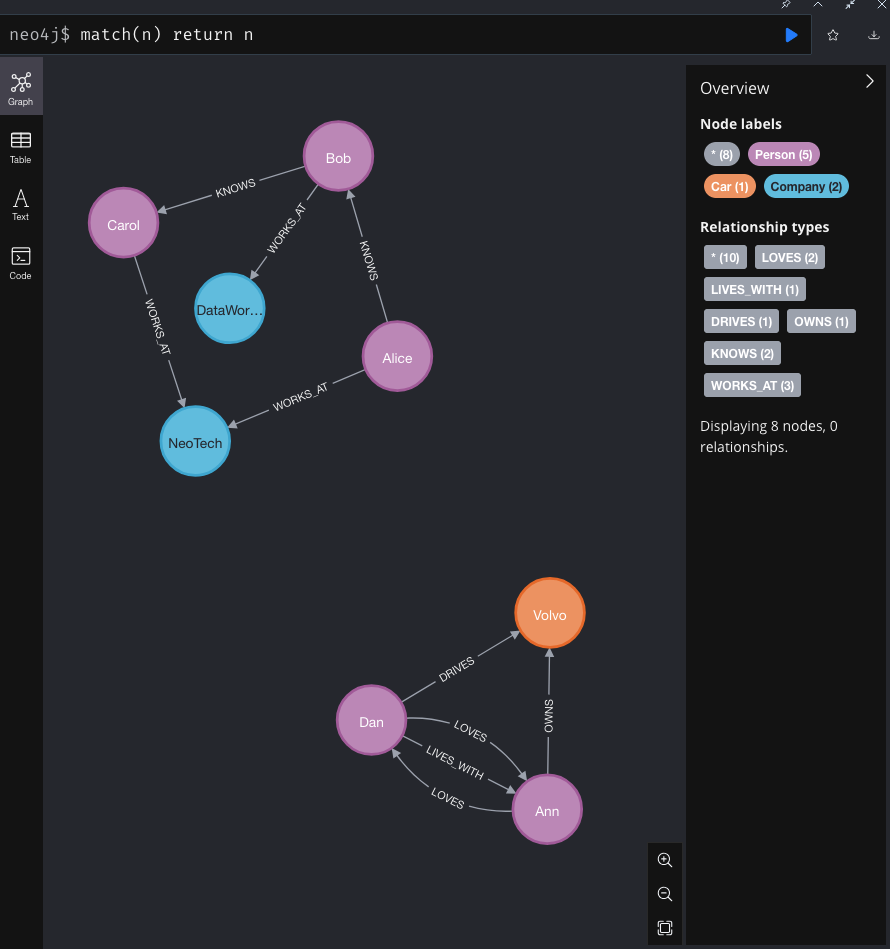 neo4j$ match(n) return n
Graph
Table
Text
Code
Bob
KNOWS
Carol
WORKS_AT
KNOWS
WORKS_AT
DataWor…
Alice
WORKS_AT
NeoTech
Volvo
DRIVES
OWNS
Dan
LOVES
LIVES_WITH
LOVES
Ann
Overview
Node labels
* (8) Person (5)
Car (1) Company (2)
Relationship types
* (10) LOVES (2)
LIVES_WITH (1)
DRIVES (1) OWNS (1)
KNOWS (2)
WORKS_AT (3)
Displaying 8 nodes, 0
relationships.